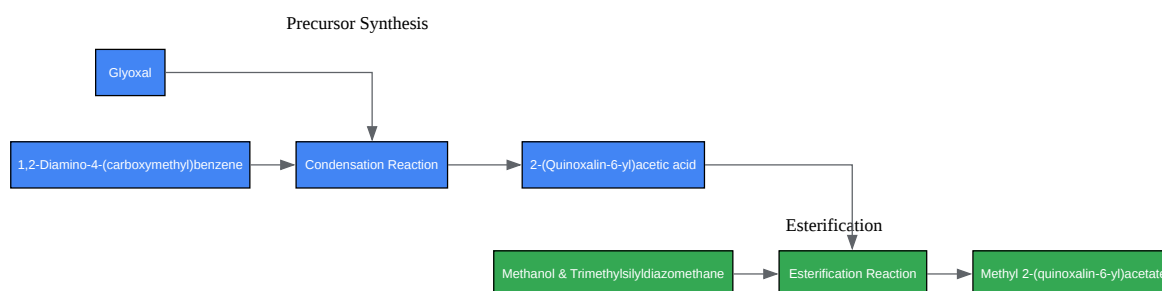 Precursor Synthesis
Glyoxal
1,2-Diamino-4-(carboxymethyl)benzene
Condensation Reaction
2-(Quinoxalin-6-yl)acetic acid
Esterification
Methanol & Trimethylsilyldiazomethane
Esterification Reaction
Methyl 2-(quinoxalin-6-yl)acetate